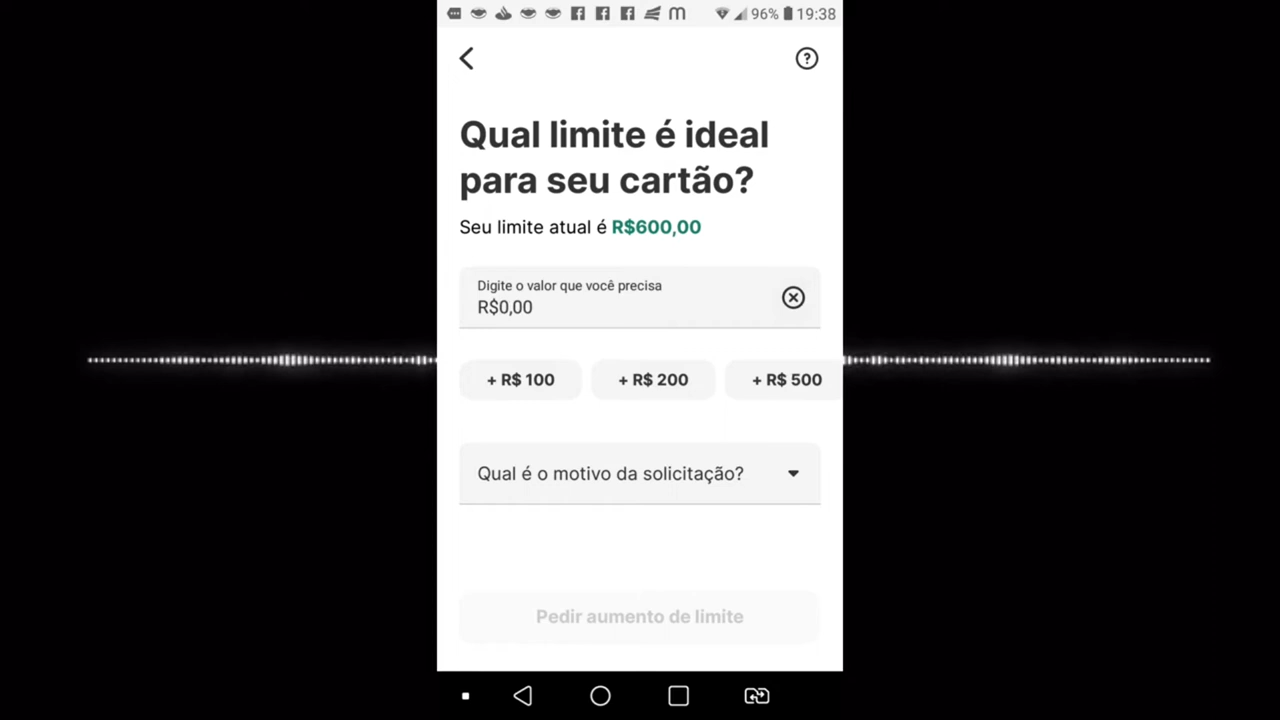 96% 19:38
Qual limite é ideal
para seu cartão?
Seu limite atual é R$600,00
Digite o valor que você precisa
R$0,00
+ R$ 100 + R$ 200 + R$ 500
Qual é o motivo da solicitação?
Pedir aumento de limite